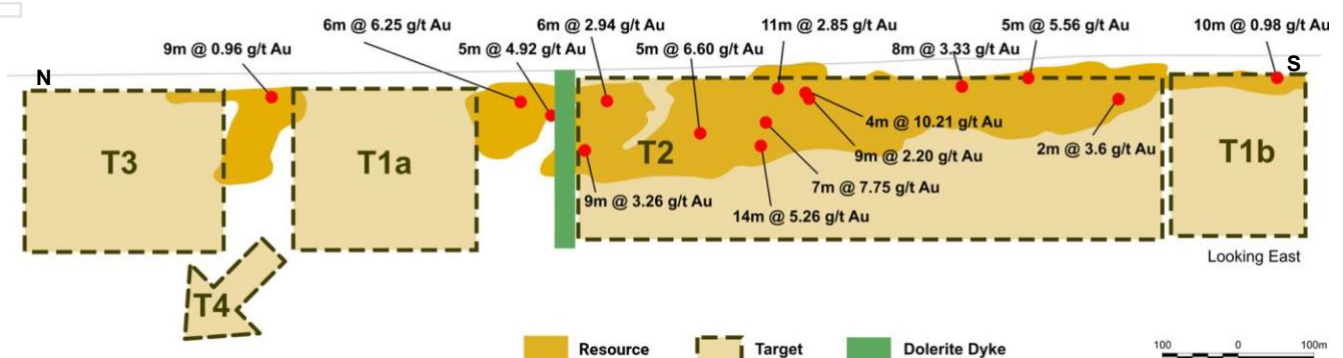 6m @ 6.25 g/t Au
6m @ 2.94 g/t Au
11m @ 2.85 g/t Au
5m @ 5.56 g/t Au
10m @ 0.98 g/t Au
9m @ 0.96 g/t Au
5m @ 4.92 g/t Au
5m @ 6.60 g/t Au
8m @ 3.33 g/t Au
N
S
4m @ 10.21 g/t Au
T3
T1a
T2
9m @ 2.20 g/t Au
2m @ 3.6 g/t Au
T1b
7m @ 7.75 g/t Au
9m @ 3.26 g/t Au
14m @ 5.26 g/t Au
Looking East
T4
Resource
Target
Dolerite Dyke
100 0 100m